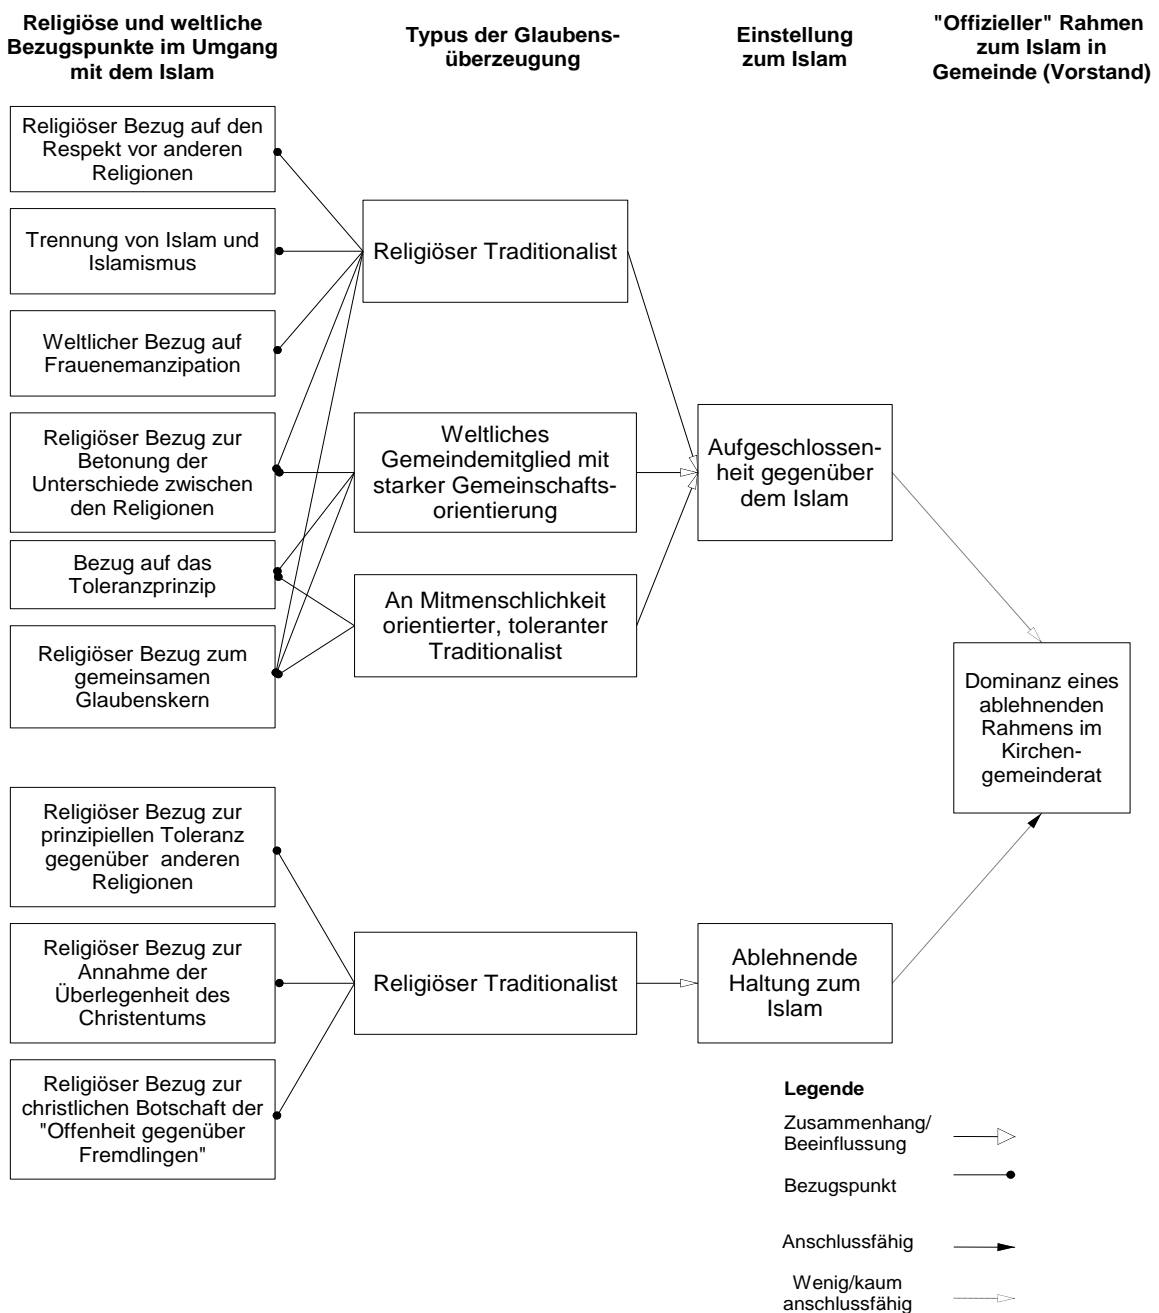 Religiöse und weltliche
Bezugspunkte im Umgang
mit dem Islam
Typus der Glaubens-
überzeugung
Einstellung
zum Islam
"Offizieller" Rahmen
zum Islam in
Gemeinde (Vorstand)
Religiöser Bezug auf den
Respekt vor anderen
Religionen
Trennung von Islam und
Islamismus
Weltlicher Bezug auf
Frauenemanzipation
Religiöser Bezug zur
Betonung der
Unterschiede zwischen
den Religionen
Bezug auf das
Toleranzprinzip
Religiöser Bezug zum
gemeinsamen
Glaubenskern
Religiöser Traditionalist
Weltliches
Gemeindemitglied mit
starker Gemeinschafts-
orientierung
An Mitmenschlichkeit
orientierter, toleranter
Traditionalist
Aufgeschlossen-
heit gegenüber
dem Islam
Dominanz eines
ablehnenden
Rahmens im
Kirchen-
gemeinderat
Religiöser Bezug zur
prinzipiellen Toleranz
gegenüber anderen
Religionen
Religiöser Bezug zur
Annahme der
Überlegenheit des
Christentums
Religiöser Bezug zur
christlichen Botschaft der
"Offenheit gegenüber
Fremdlingen"
Religiöser Traditionalist
Ablehnende
Haltung zum
Islam
Legende
Zusammenhang/
Beeinflussung
Bezugspunkt
Anschlussfähig
Wenig/kaum
anschlussfähig